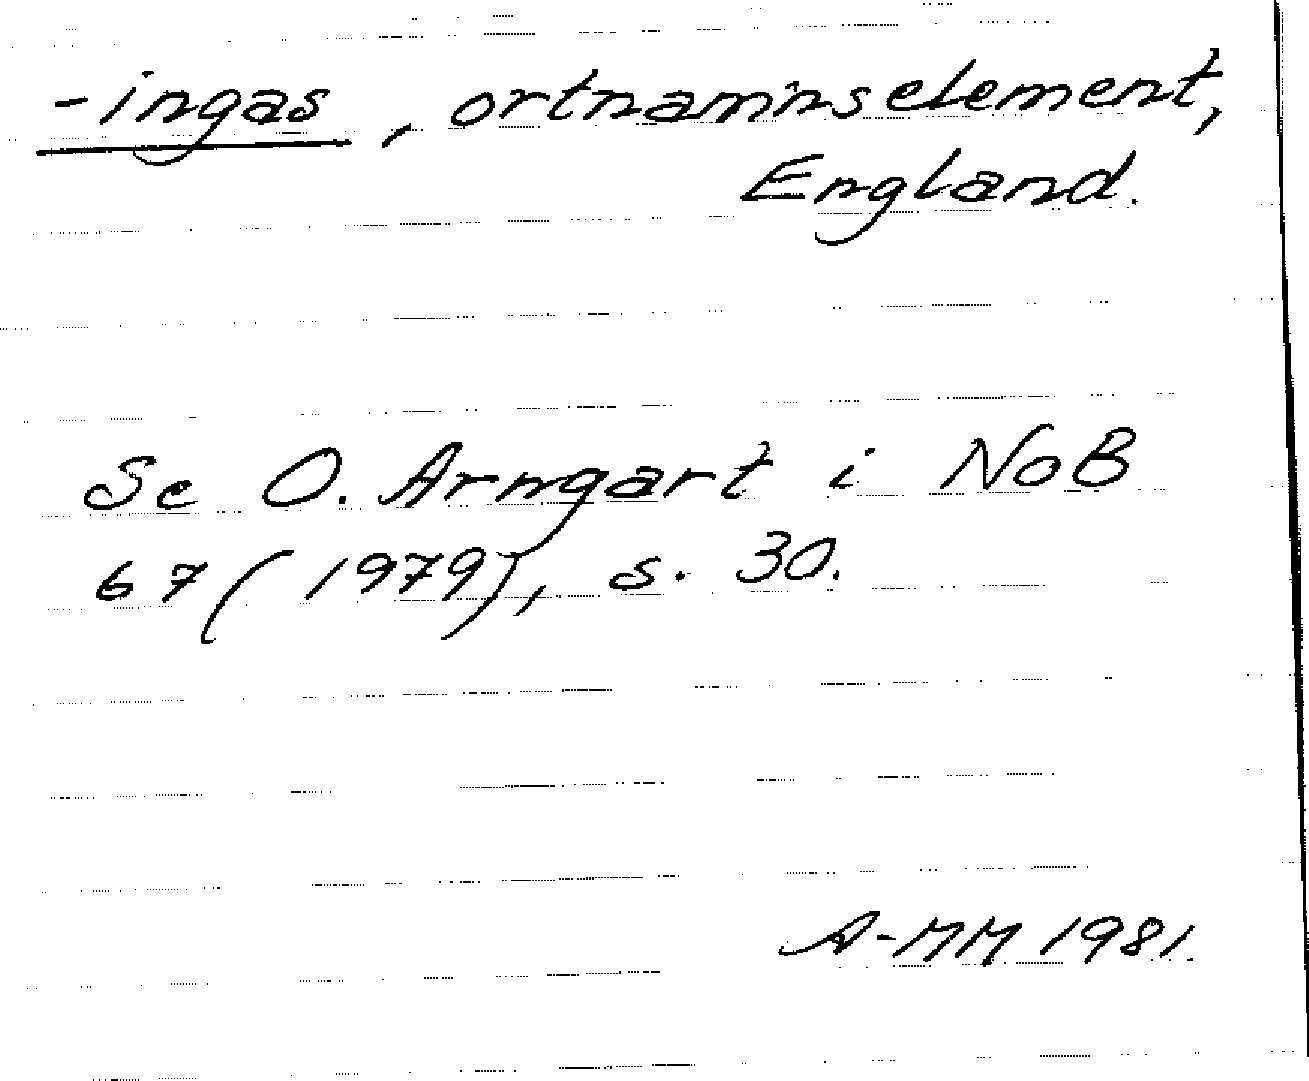 -ingas, ortnamnselement,
England.
Se O. Arngart i NoB
67 (1979), s. 30.
A-MM 1981.